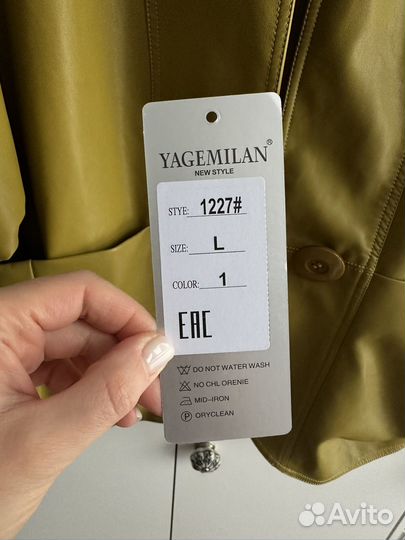 YAGEMILAN
NEW STYLE
STYE: 1227#
SIZE: L
COLOR: 1
EAC
DO NOT WATER WASH
NO CHL ORENIE
MID-IRON
P ORYCLEAN
Avito